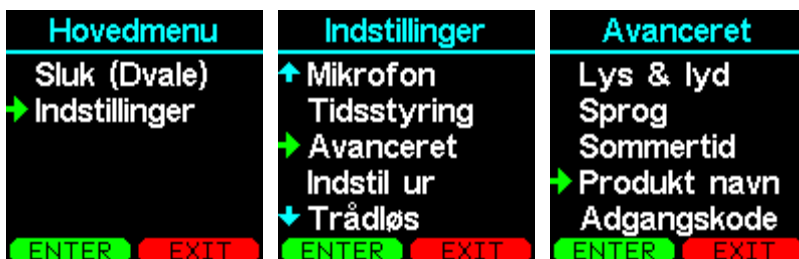 Hovedmenu
Sluk (Dvale)
Indstillinger
ENTER EXIT
Indstillinger
Mikrofon
Tidsstyring
Avanceret
Indstil ur
Trådløs
ENTER EXIT
Avanceret
Lys & lyd
Sprog
Sommertid
Produkt navn
Adgangskode
ENTER EXIT